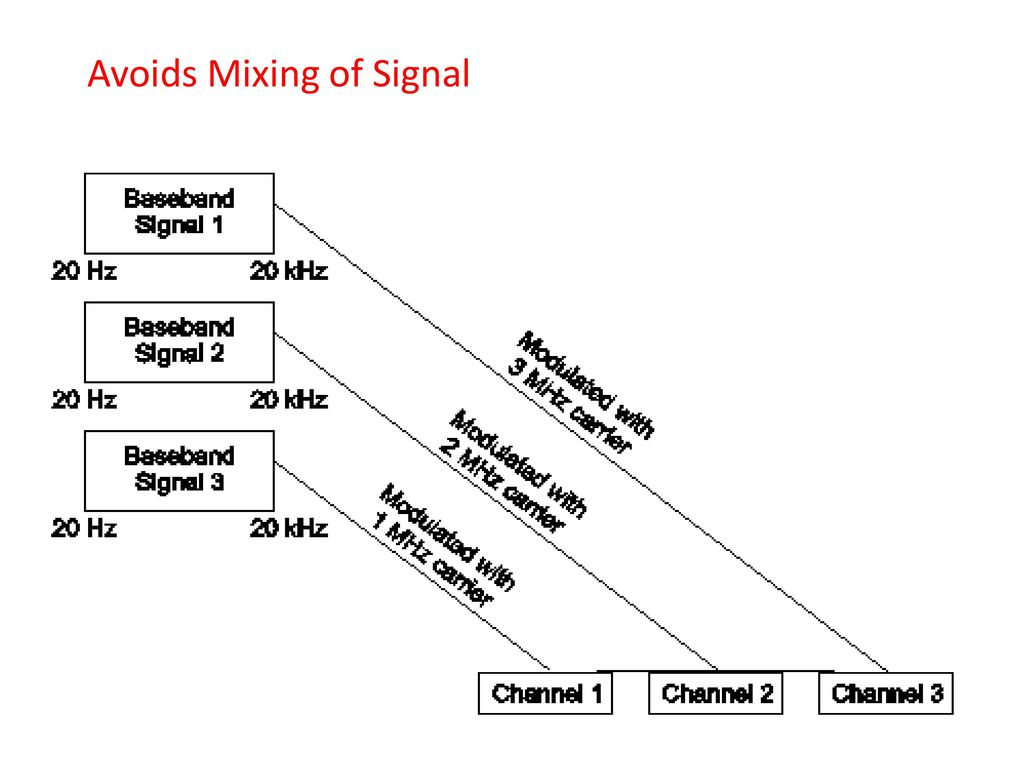 Avoids Mixing of Signal
Baseband
Signal 1
20 Hz 20 kHz
Baseband
Signal 2
20 Hz 20 kHz
Baseband
Signal 3
20 Hz 20 kHz
Modulated with
3 MHz carrier
Modulated with
2 MHz carrier
Modulated with
1 MHz carrier
Channel 1 Channel 2 Channel 3